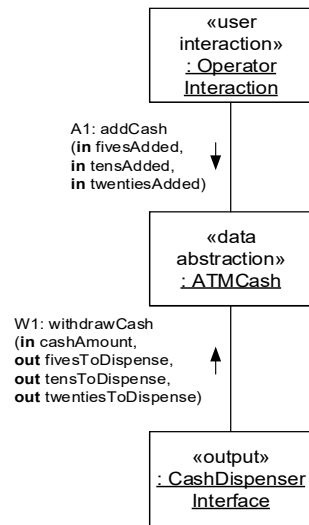 «user
interaction»
: Operator
Interaction
A1: addCash
(in fivesAdded,
in tensAdded,
in twentiesAdded)
«data
abstraction»
: ATMCash
W1: withdrawCash
(in cashAmount,
out fivesToDispense,
out tensToDispense,
out twentiesToDispense)
«output»
: CashDispenser
Interface